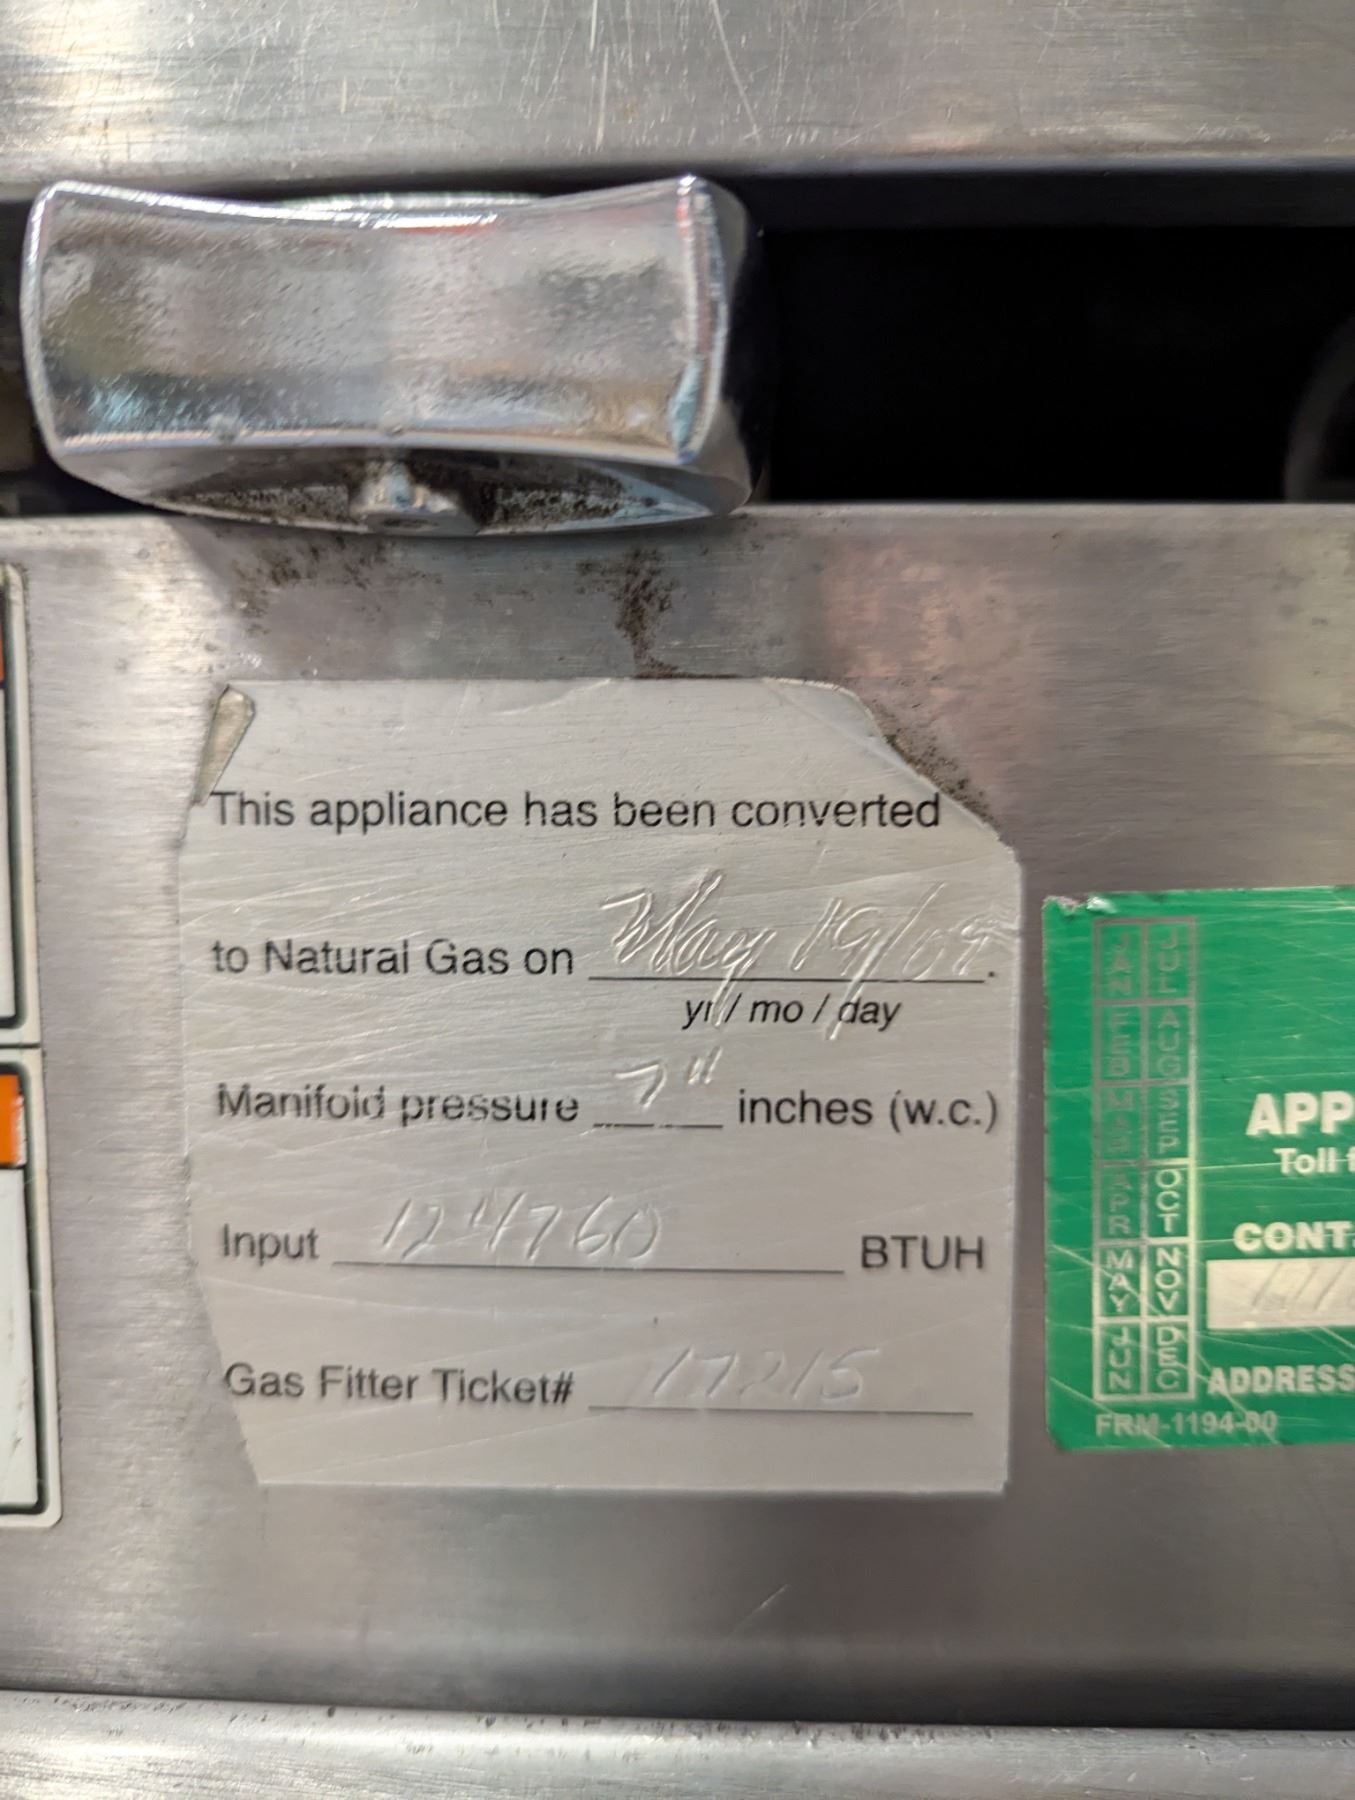 This appliance has been converted
to Natural Gas on May 19/09.
yr / mo / day
Manifold pressure 7" inches (w.c.)
Input 124760 BTUH
Gas Fitter Ticket# 17215
JAN JUL
FEB AUG
MAR SEP
APR OCT
MAY NOV
JUN DEC
APP
Toll f
CONT
ADDRESS
FRM-1194-00